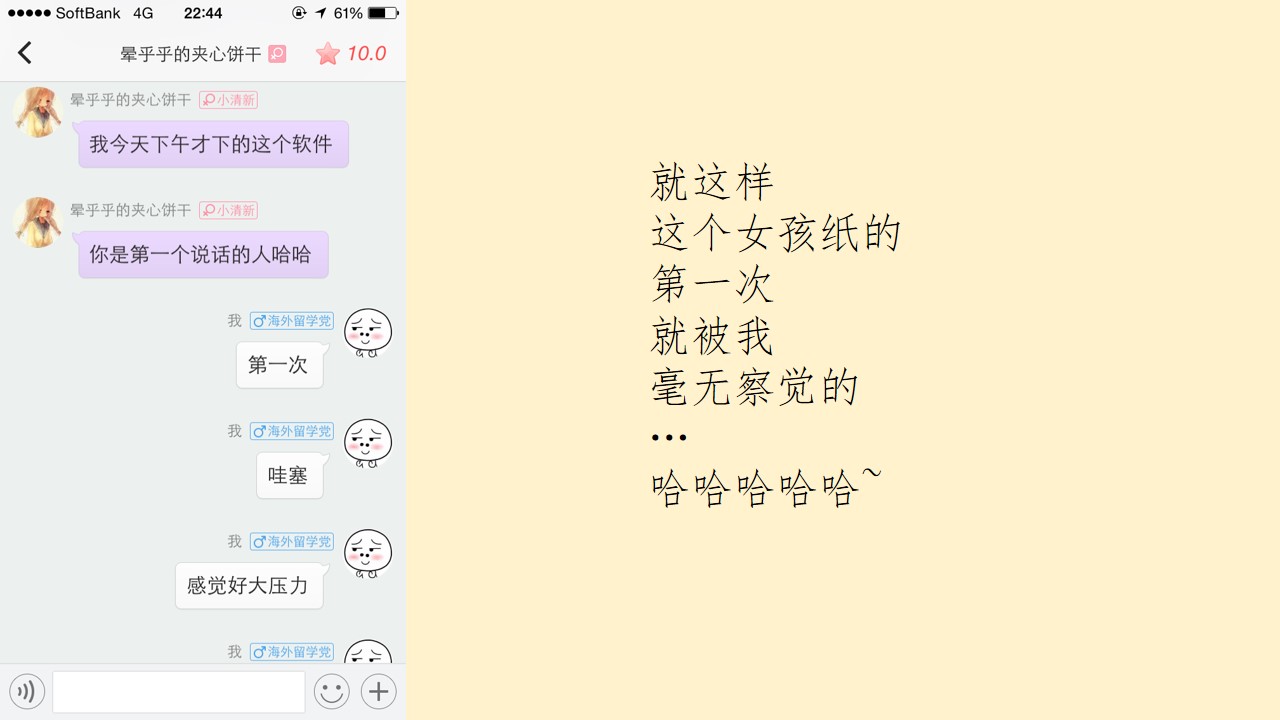 SoftBank 4G 22:44 61%
晕乎乎的夹心饼干 10.0
晕乎乎的夹心饼干 小清新
我今天下午才下的这个软件
晕乎乎的夹心饼干 小清新
你是第一个说话的人哈哈
我 海外留学党
第一次
我 海外留学党
哇塞
我 海外留学党
感觉好大压力
我 海外留学党
就这样
这个女孩纸的
第一次
就被我
毫无察觉的
…
哈哈哈哈哈~